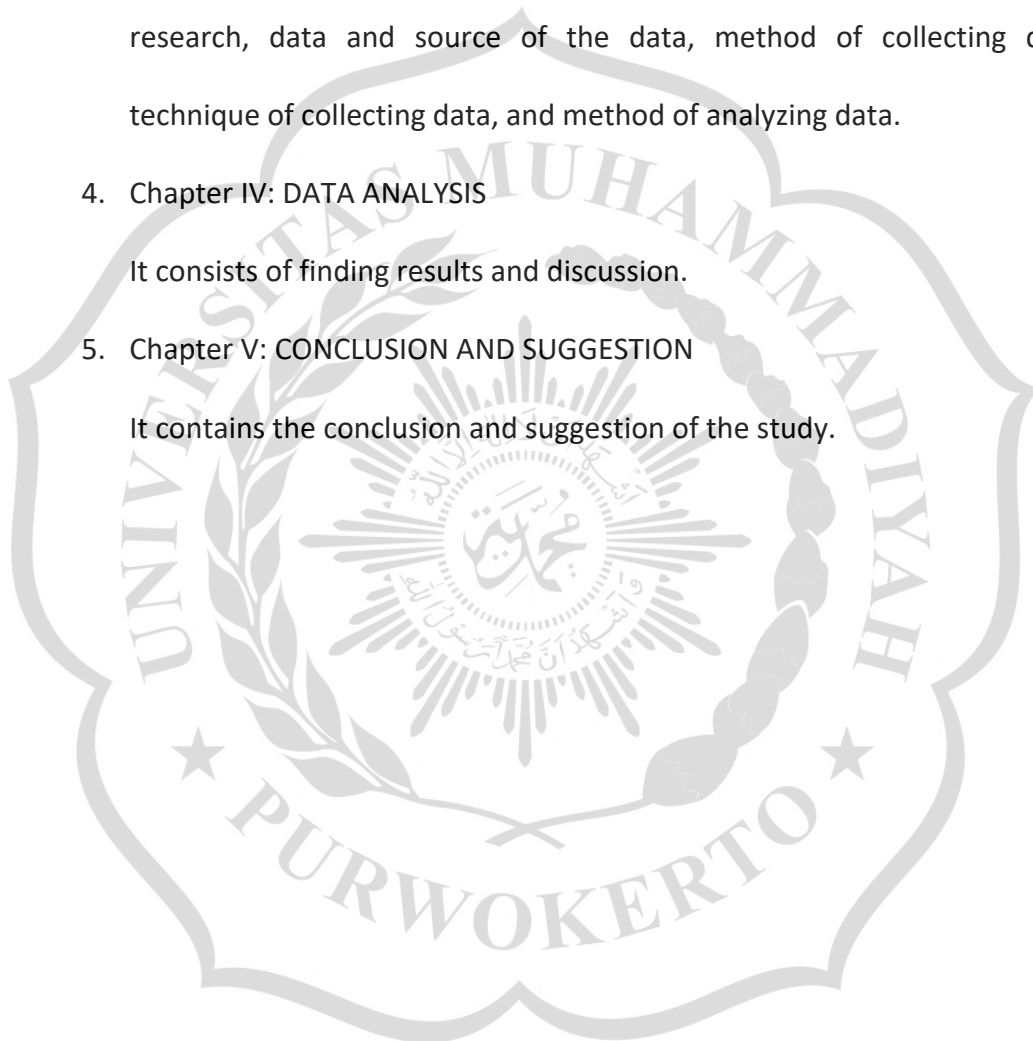 research, data and source of the data, method of collecting
technique of collecting data, and method of analyzing data.
4. Chapter IV: DATA ANALYSIS
It consists of finding results and discussion.
5. Chapter V: CONCLUSION AND SUGGESTION
It contains the conclusion and suggestion of the study.
UNIVERSITAS MUHAMMADIYAH
PURWOKERTO